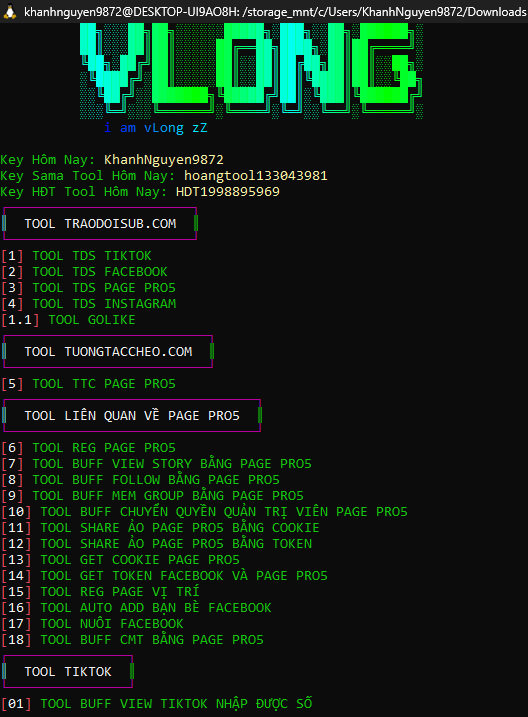 khanhnguyen9872@DESKTOP-UI9AO8H: /storage_mnt/c/Users/KhanhNguyen9872/Downloads
VLONG
i am vLong zZ
Key Hôm Nay: KhanhNguyen9872
Key Sama Tool Hôm Nay: hoangtool133043981
Key HĐT Tool Hôm Nay: HDT1998895969
TOOL TRAODOISUB.COM
[1] TOOL TDS TIKTOK
[2] TOOL TDS FACEBOOK
[3] TOOL TDS PAGE PRO5
[4] TOOL TDS INSTAGRAM
[1.1] TOOL GOLIKE
TOOL TUONGTACCHEO.COM
[5] TOOL TTC PAGE PRO5
TOOL LIÊN QUAN VỀ PAGE PRO5
[6] TOOL REG PAGE PRO5
[7] TOOL BUFF VIEW STORY BẰNG PAGE PRO5
[8] TOOL BUFF FOLLOW BẰNG PAGE PRO5
[9] TOOL BUFF MEM GROUP BẰNG PAGE PRO5
[10] TOOL BUFF CHUYỂN QUYỀN QUẢN TRỊ VIÊN PAGE PRO5
[11] TOOL SHARE ẢO PAGE PRO5 BẰNG COOKIE
[12] TOOL SHARE ẢO PAGE PRO5 BẰNG TOKEN
[13] TOOL GET COOKIE PAGE PRO5
[14] TOOL GET TOKEN FACEBOOK VÀ PAGE PRO5
[15] TOOL REG PAGE VỊ TRÍ
[16] TOOL AUTO ADD BẠN BÈ FACEBOOK
[17] TOOL NUÔI FACEBOOK
[18] TOOL BUFF CMT BẰNG PAGE PRO5
TOOL TIKTOK
[01] TOOL BUFF VIEW TIKTOK NHẬP ĐƯỢC SỐ